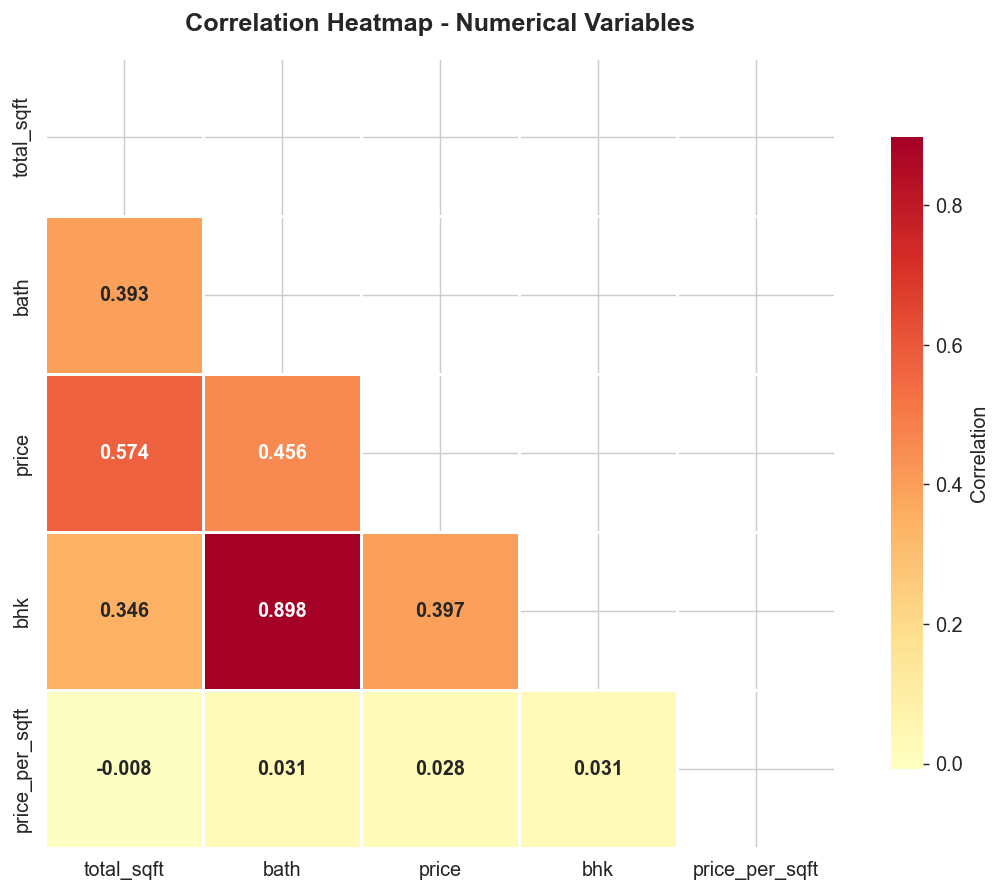 Correlation Heatmap - Numerical Variables
total_sqft
bath
0.393
price
0.574 0.456
bhk
0.346 0.898 0.397
price_per_sqft
-0.008 0.031 0.028 0.031
total_sqft bath price bhk price_per_sqft
0.8
0.6
0.4
0.2
0.0
Correlation